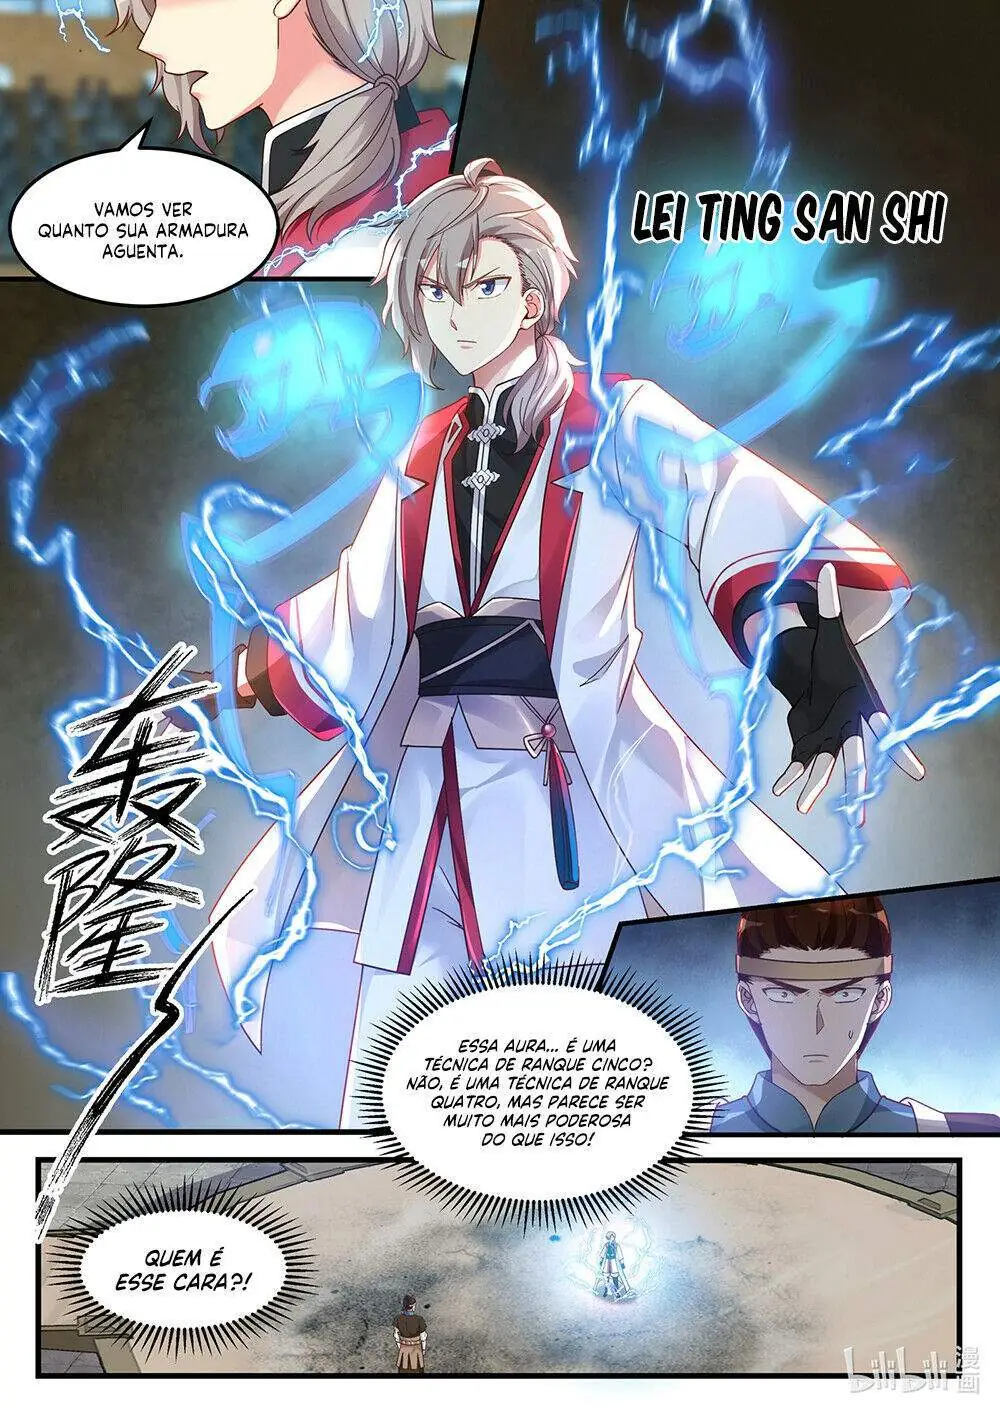 VAMOS VER
QUANTO SUA ARMADURA
AGUENTA.
LEI TING SAN SHI
轰隆
ESSA AURA... É UMA
TÉCNICA DE RANQUE CINCO?
NÃO, É UMA TÉCNICA DE RANQUE
QUATRO, MAS PARECE SER
MUITO MAIS PODEROSA
DO QUE ISSO!
QUEM É
ESSE CARA?!
bilibili 漫画